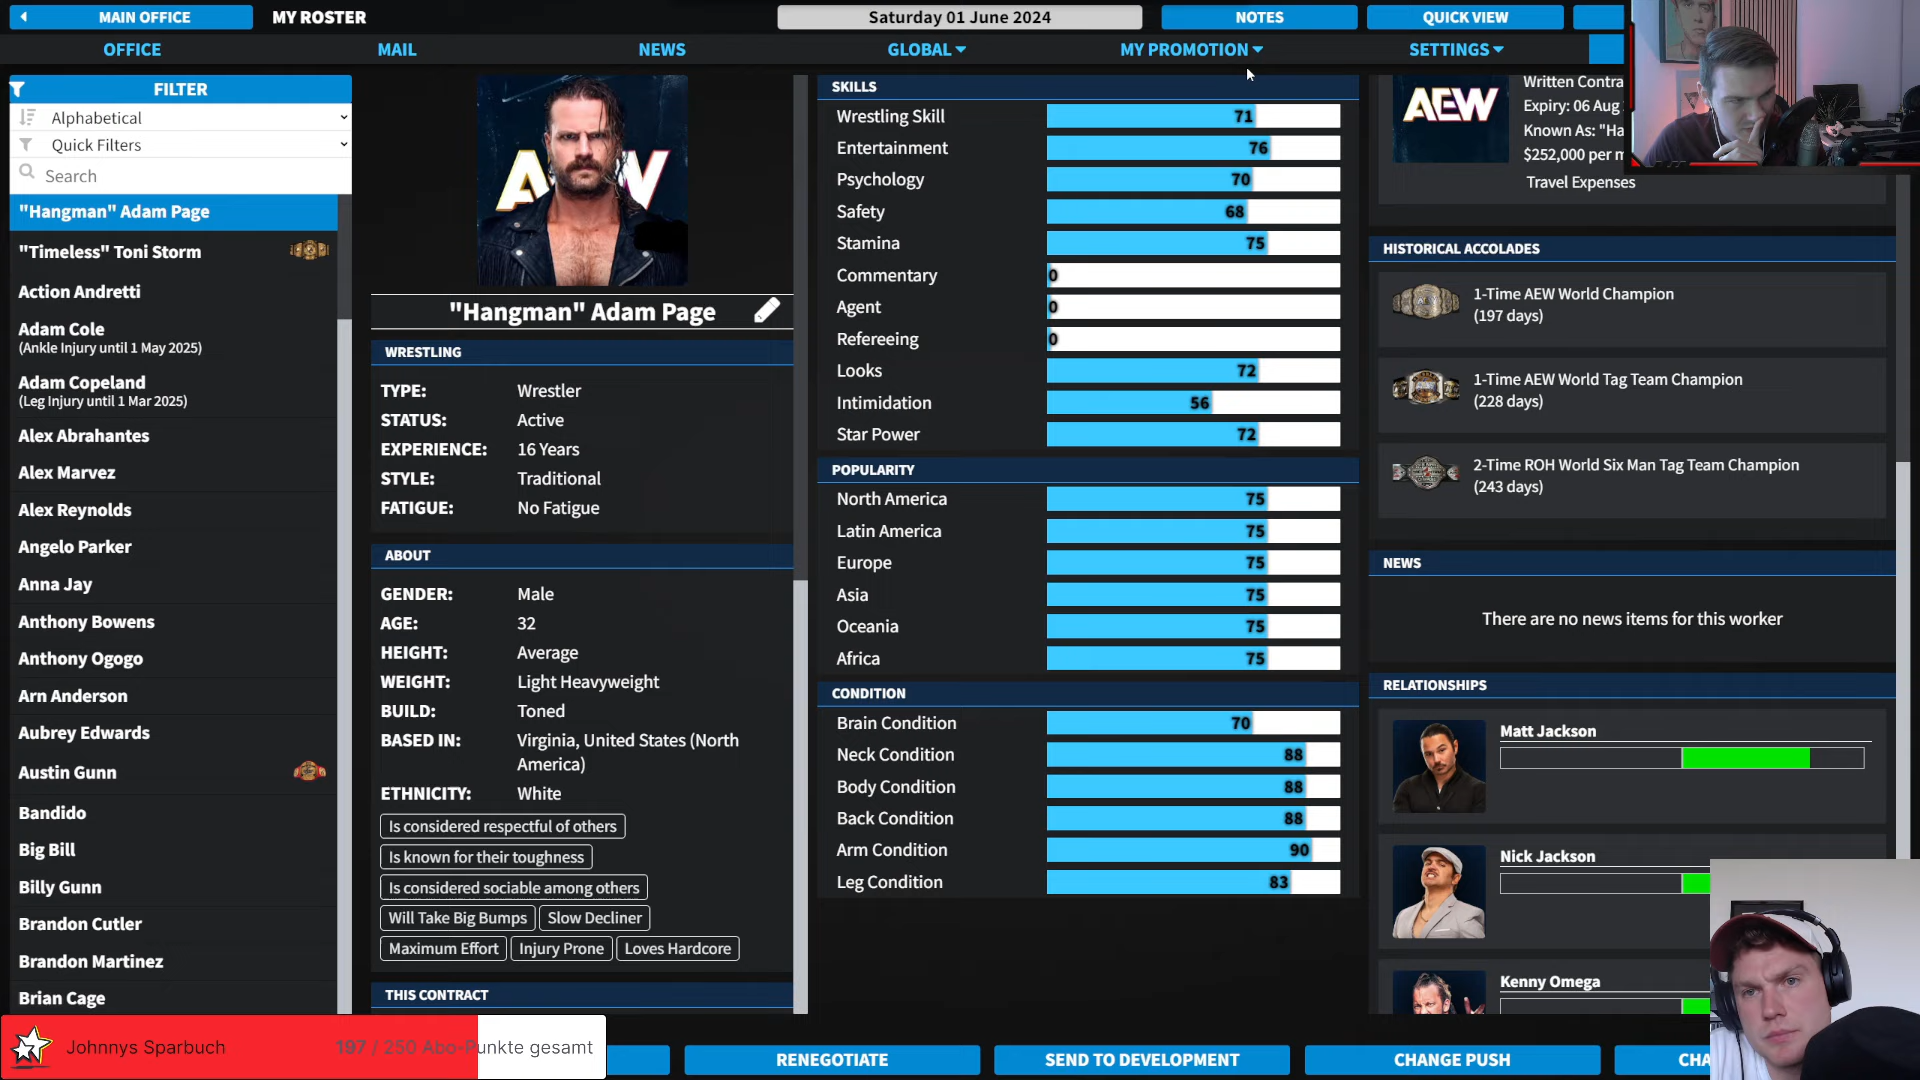 MAIN OFFICE
MY ROSTER
Saturday 01 June 2024
NOTES
QUICK VIEW
OFFICE
MAIL
NEWS
GLOBAL
MY PROMOTION
SETTINGS
FILTER
Alphabetical
Quick Filters
Search
"Hangman" Adam Page
"Timeless" Toni Storm
Action Andretti
Adam Cole
(Ankle Injury until 1 May 2025)
Adam Copeland
(Leg Injury until 1 Mar 2025)
Alex Abrahantes
Alex Marvez
Alex Reynolds
Angelo Parker
Anna Jay
Anthony Bowens
Anthony Ogogo
Arn Anderson
Aubrey Edwards
Austin Gunn
Bandido
Big Bill
Billy Gunn
Brandon Cutler
Brandon Martinez
Brian Cage
"Hangman" Adam Page
WRESTLING
TYPE: Wrestler
STATUS: Active
EXPERIENCE: 16 Years
STYLE: Traditional
FATIGUE: No Fatigue
ABOUT
GENDER: Male
AGE: 32
HEIGHT: Average
WEIGHT: Light Heavyweight
BUILD: Toned
BASED IN: Virginia, United States (North
America)
ETHNICITY: White
Is considered respectful of others
Is known for their toughness
Is considered sociable among others
Will Take Big Bumps Slow Decliner
Maximum Effort Injury Prone Loves Hardcore
THIS CONTRACT
SKILLS
Wrestling Skill 71
Entertainment 76
Psychology 70
Safety 68
Stamina 75
Commentary 0
Agent 0
Refereeing 0
Looks 72
Intimidation 56
Star Power 72
POPULARITY
North America 75
Latin America 75
Europe 75
Asia 75
Oceania 75
Africa 75
CONDITION
Brain Condition 70
Neck Condition 88
Body Condition 88
Back Condition 88
Arm Condition 90
Leg Condition 83
AEW
Written Contra
Expiry: 06 Aug
Known As: "Ha
$252,000 per m
Travel Expenses
HISTORICAL ACCOLADES
1-Time AEW World Champion
(197 days)
1-Time AEW World Tag Team Champion
(228 days)
2-Time ROH World Six Man Tag Team Champion
(243 days)
NEWS
There are no news items for this worker
RELATIONSHIPS
Matt Jackson
Nick Jackson
Kenny Omega
Johnnys Sparbuch 197 / 250 Abo-Punkte gesamt
RENEGOTIATE
SEND TO DEVELOPMENT
CHANGE PUSH
CHA